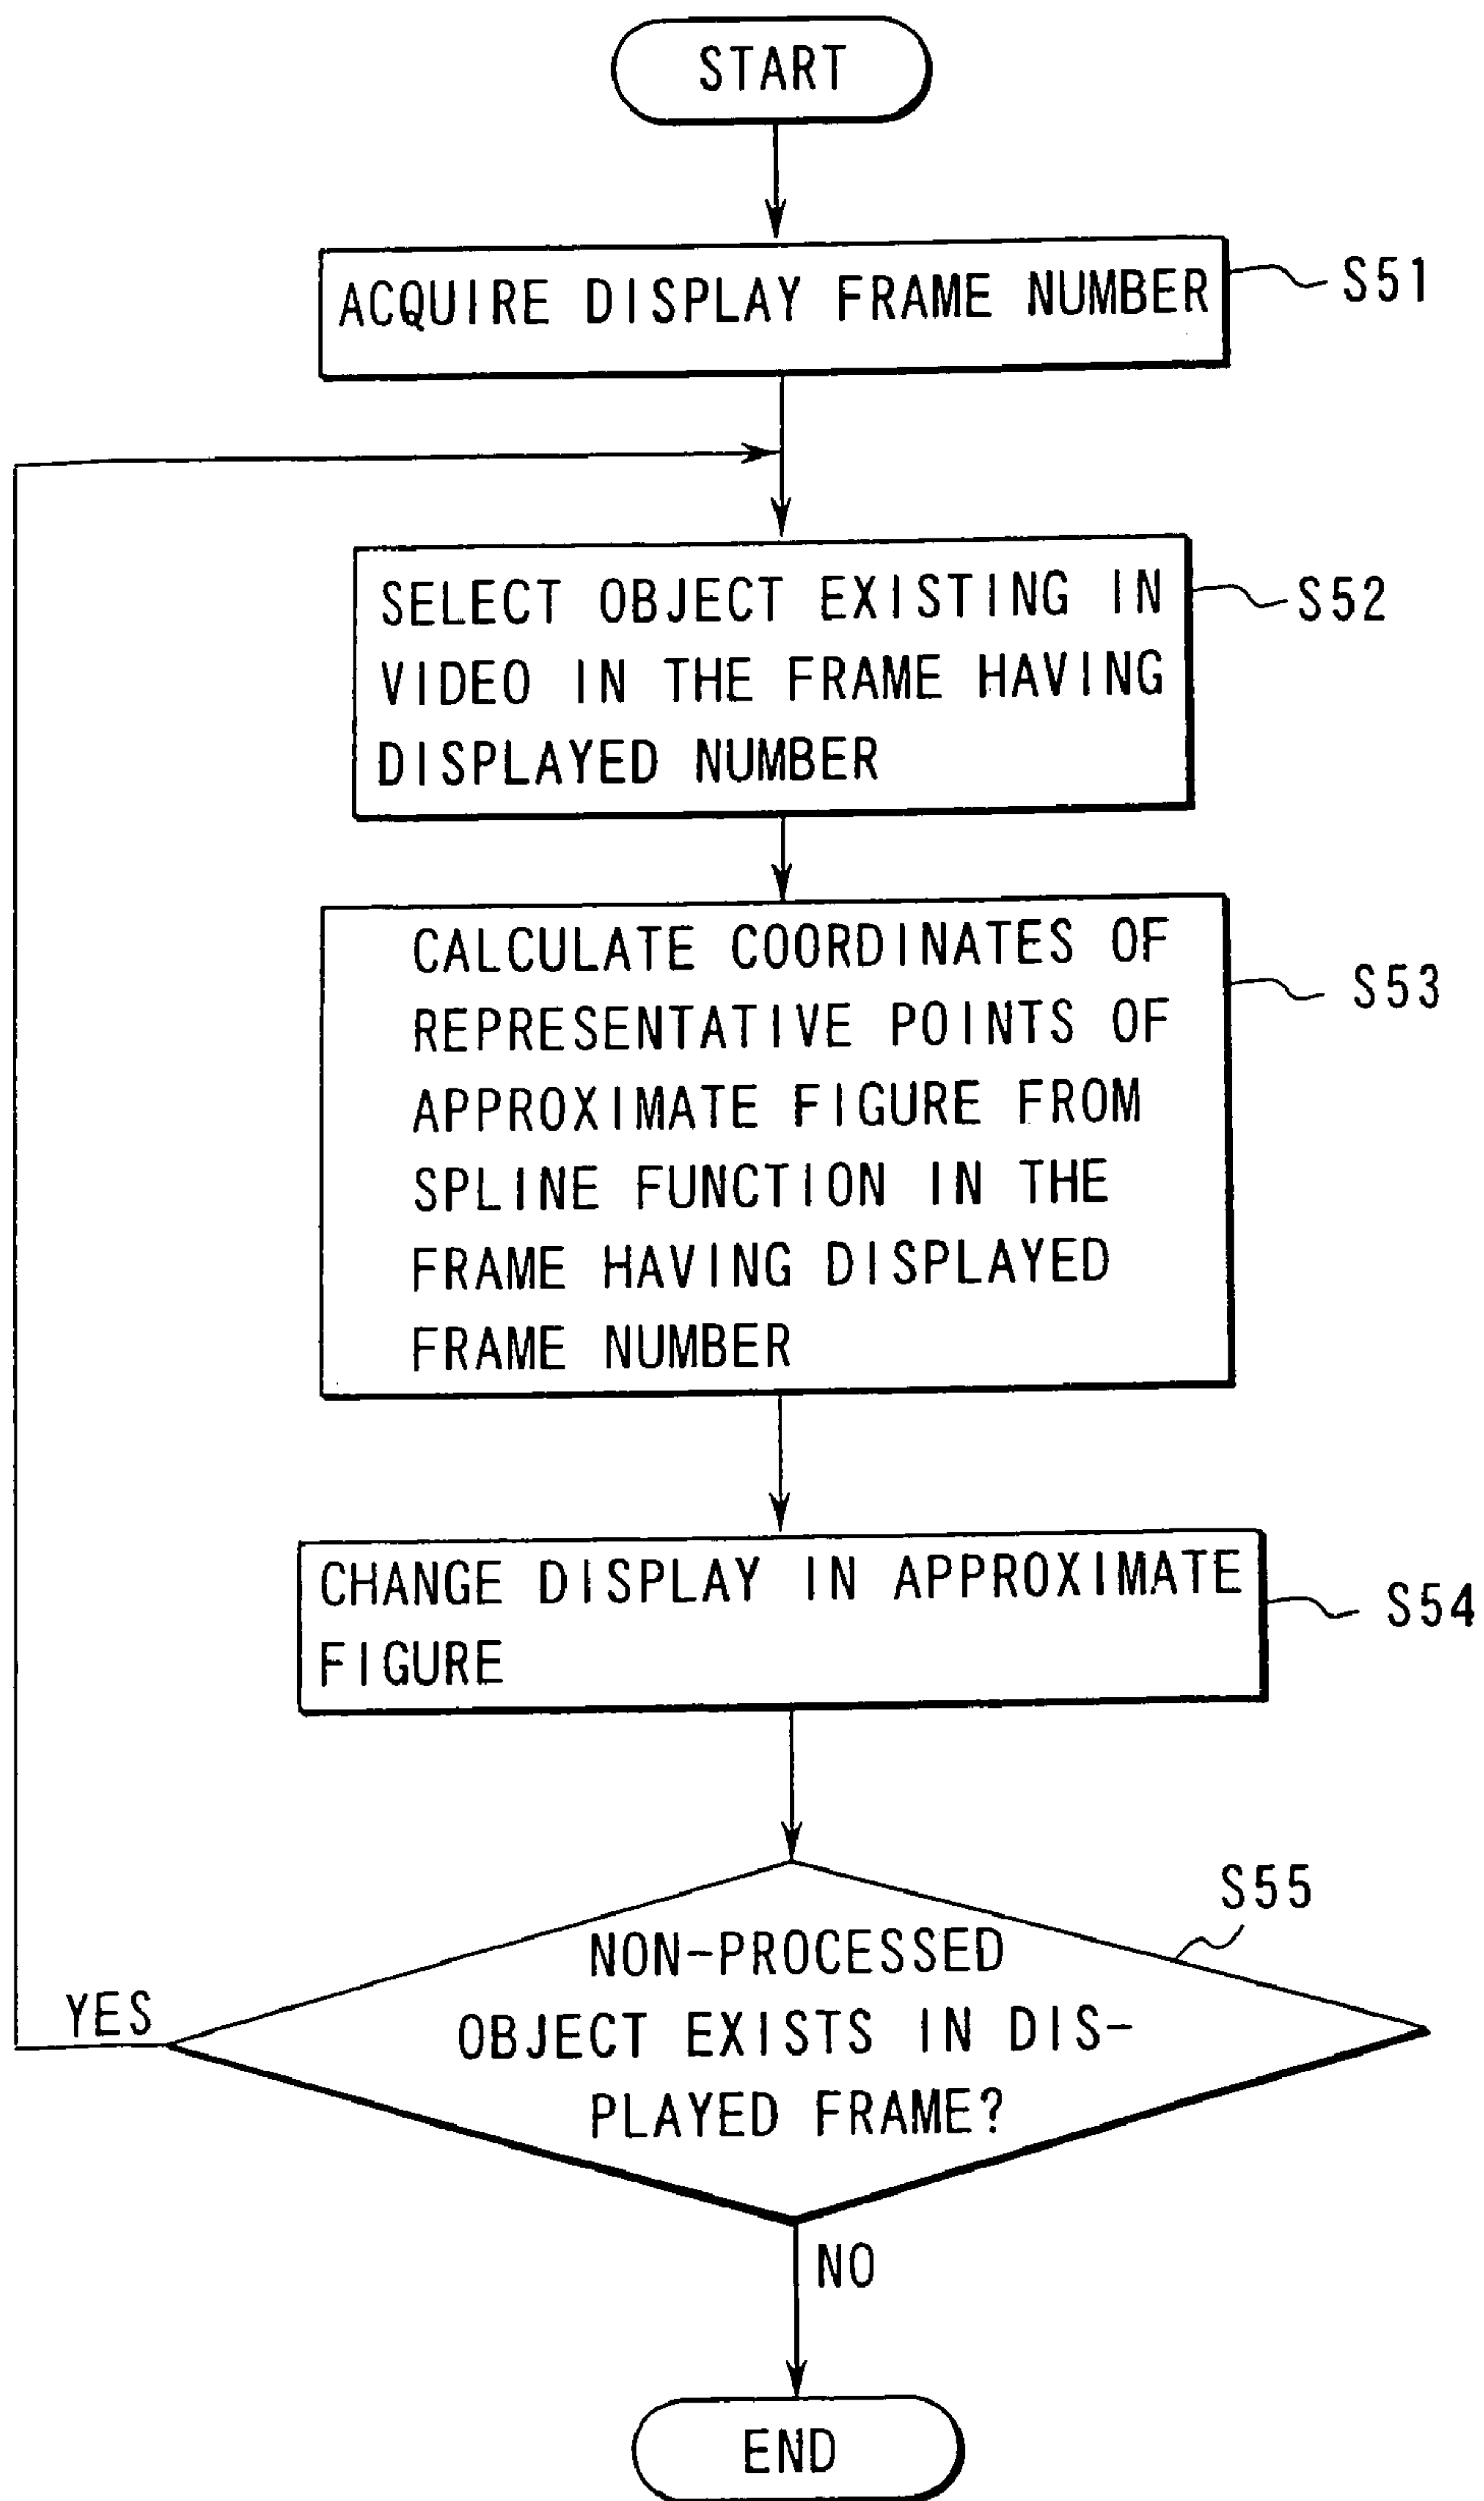 START
ACQUIRE DISPLAY FRAME NUMBER
S51
SELECT OBJECT EXISTING IN
VIDEO IN THE FRAME HAVING
DISPLAYED NUMBER
S52
CALCULATE COORDINATES OF
REPRESENTATIVE POINTS OF
APPROXIMATE FIGURE FROM
SPLINE FUNCTION IN THE
FRAME HAVING DISPLAYED
FRAME NUMBER
S53
CHANGE DISPLAY IN APPROXIMATE
FIGURE
S54
S55
NON-PROCESSED
OBJECT EXISTS IN DIS-
PLAYED FRAME?
YES
NO
END